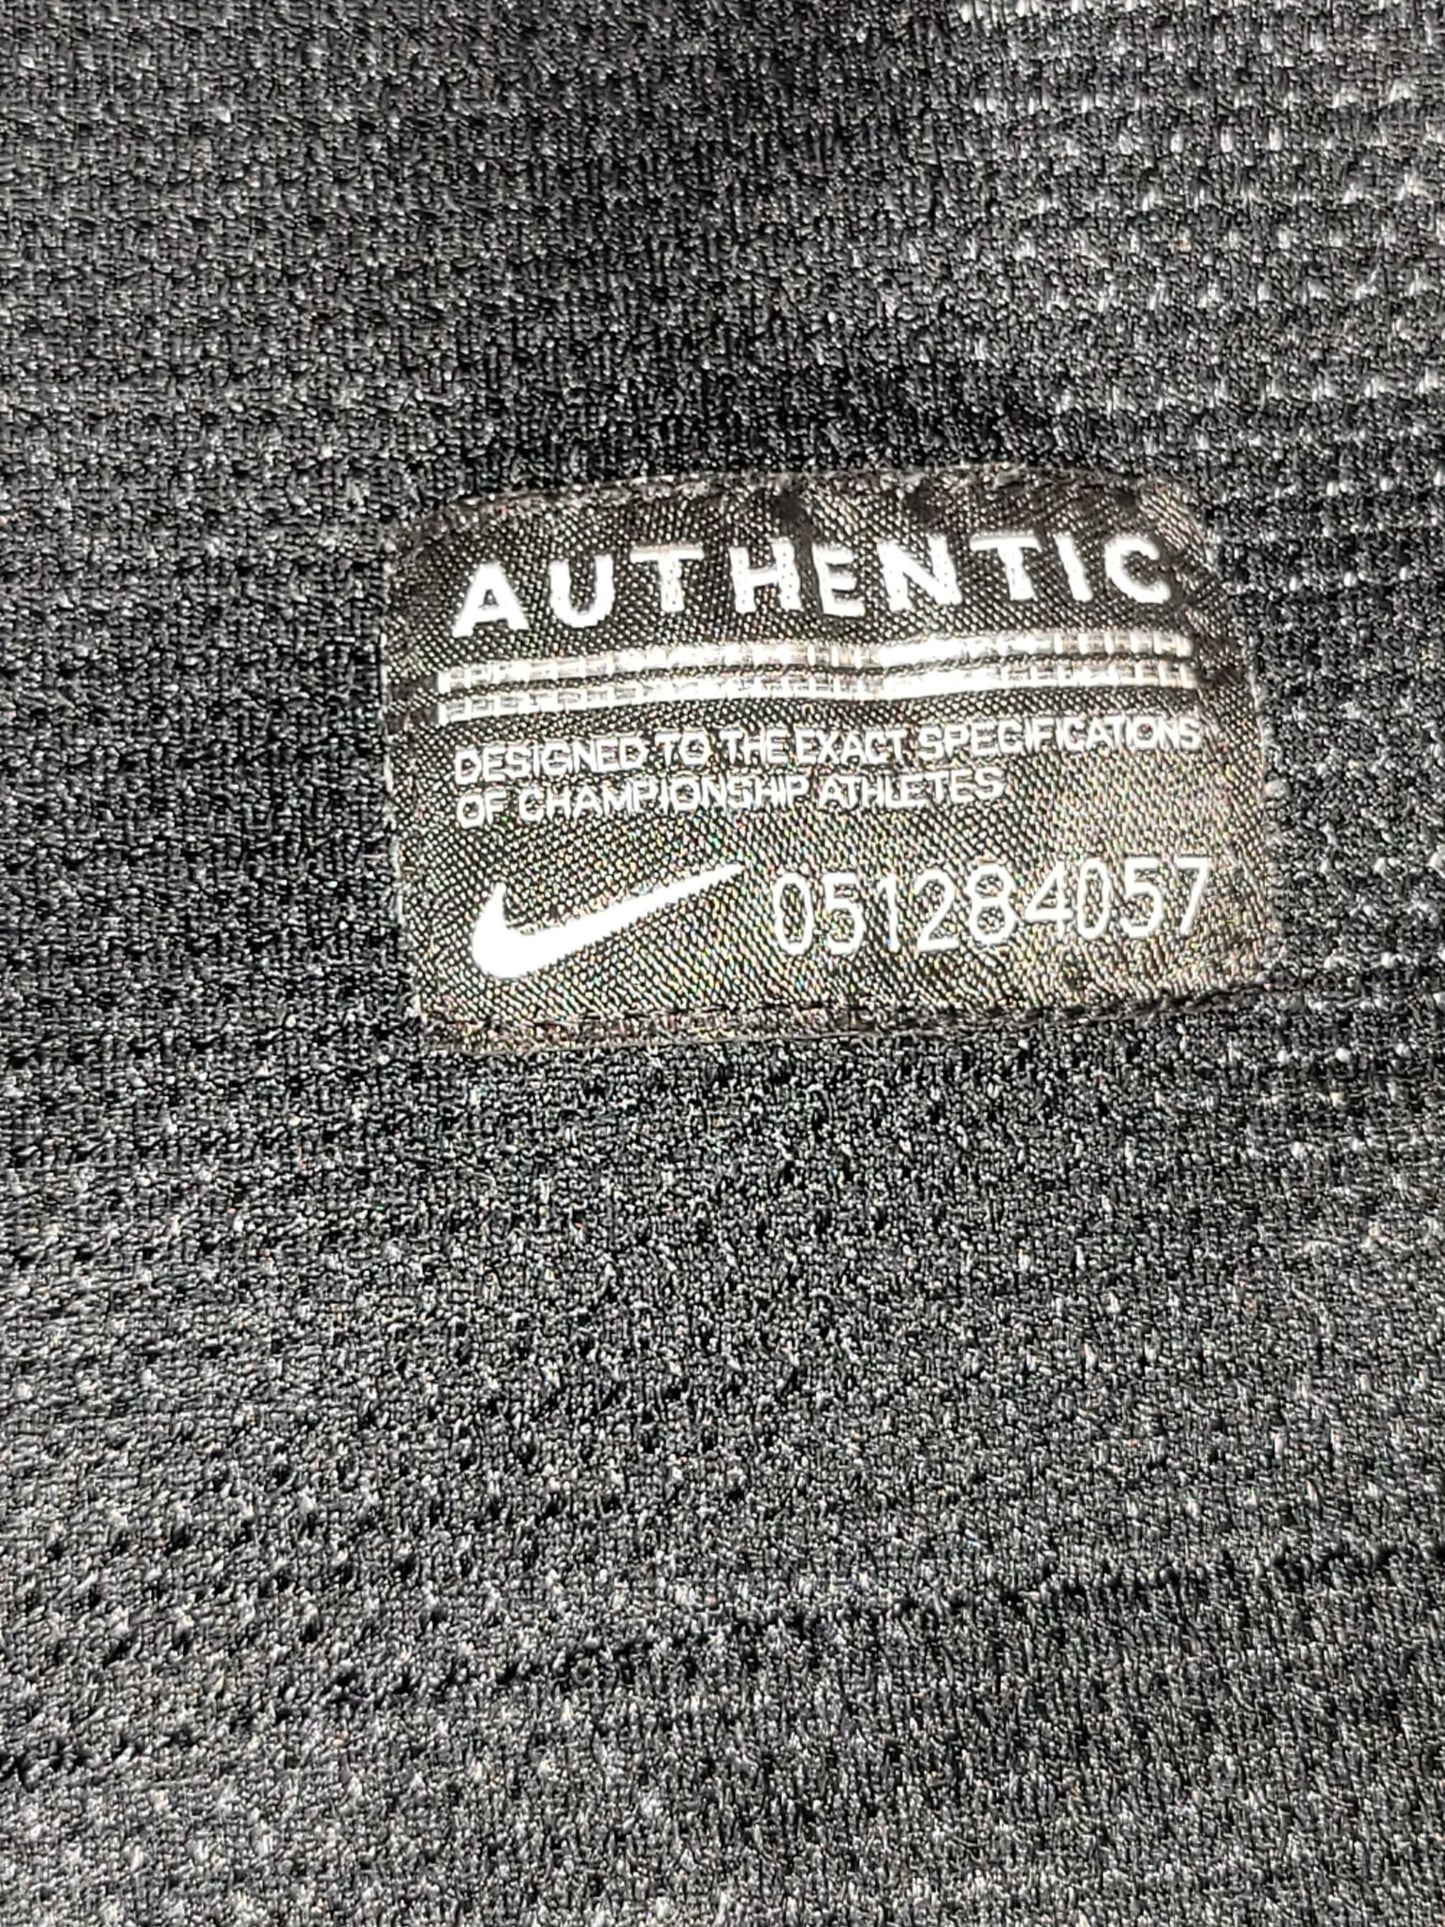 AUTHENTIC
DESIGNED TO THE EXACT SPECIFICATIONS
OF CHAMPIONSHIP ATHLETES
051284057